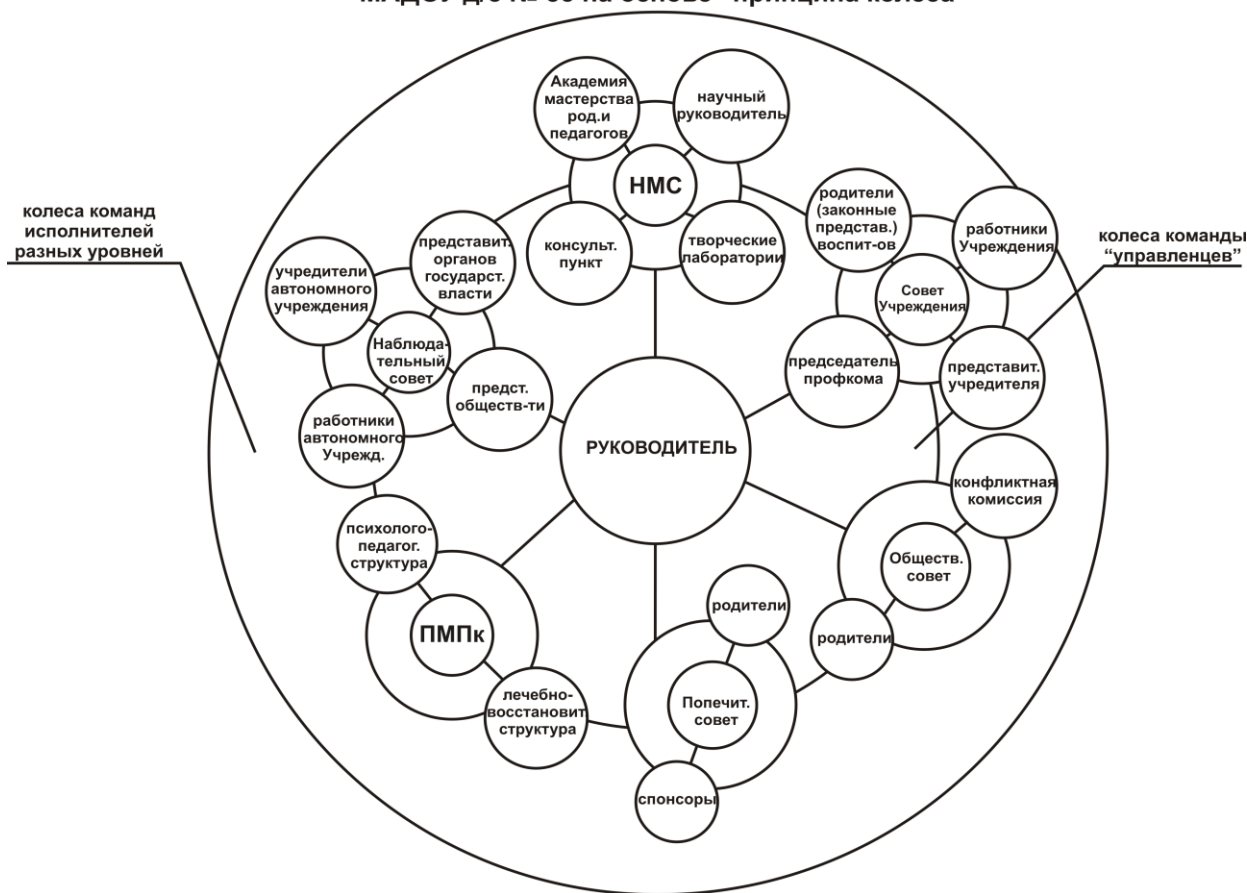 Академия
мастерства
род.и
педагогов
научный
руководитель
НМС
консульт.
пункт
творческие
лаборатории
родители
(законные
представ.)
воспит-ов
работники
Учреждения
Совет
Учреждения
председатель
профкома
представит.
учредителя
колеса команды
“управленцев”
колеса команд
исполнителей
разных уровней
представит.
органов
государст.
власти
учредители
автономного
учреждения
Наблюда-
тельный
совет
предст.
обществ-ти
работники
автономного
Учрежд.
РУКОВОДИТЕЛЬ
конфликтная
комиссия
Обществ.
совет
родители
психолого-
педагог.
структура
ПМПк
лечебно-
восстановит.
структура
родители
Попечит.
совет
спонсоры